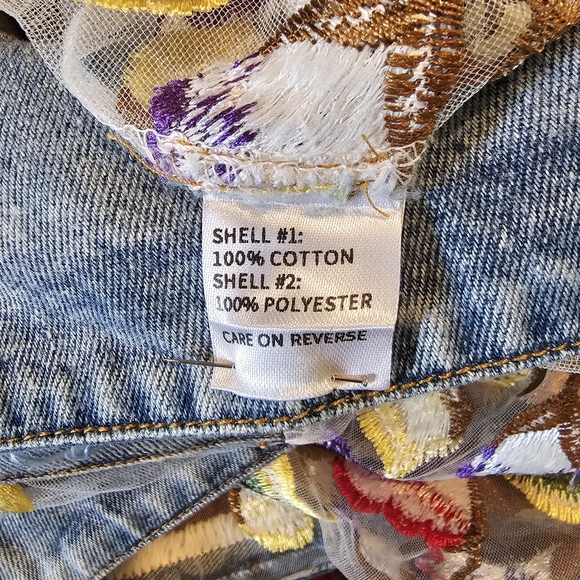 SHELL #1:
100% COTTON
SHELL #2:
100% POLYESTER
CARE ON REVERSE